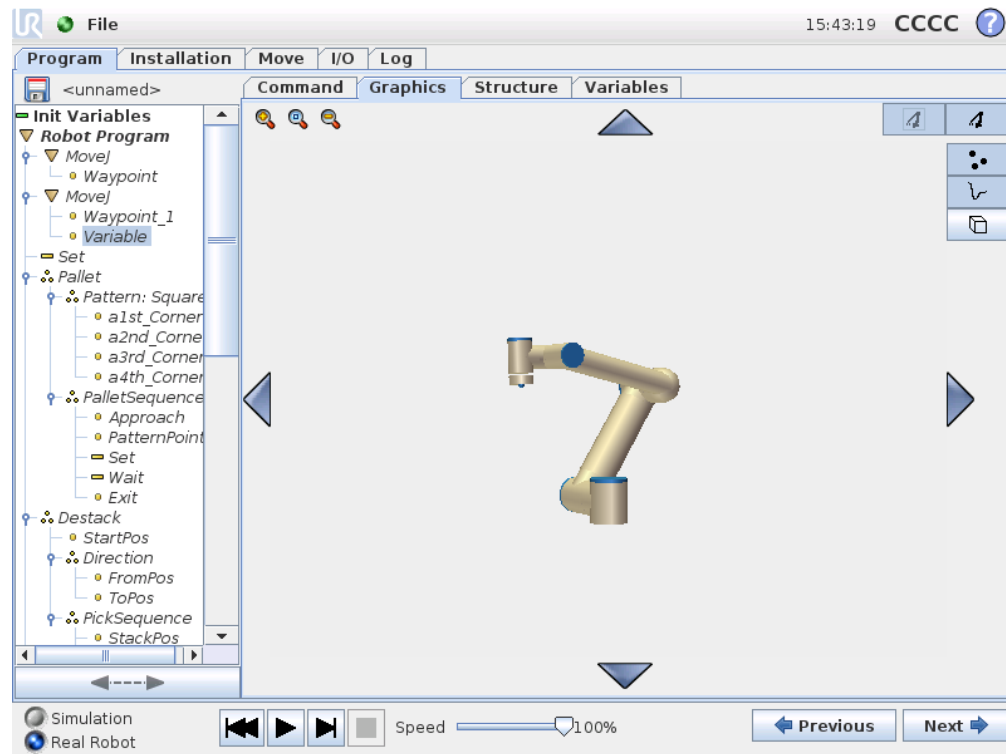 UR File 15:43:19 CCCC ?
Program Installation Move I/O Log
<unnamed> Command Graphics Structure Variables
Init Variables
Robot Program
MoveJ
Waypoint
MoveJ
Waypoint_1
Variable
Set
Pallet
Pattern: Square
a1st_Corner
a2nd_Corne
a3rd_Corner
a4th_Corner
PalletSequence
Approach
PatternPoint
Set
Wait
Exit
Destack
StartPos
Direction
FromPos
ToPos
PickSequence
StackPos
Simulation
Real Robot
Speed 100%
Previous Next